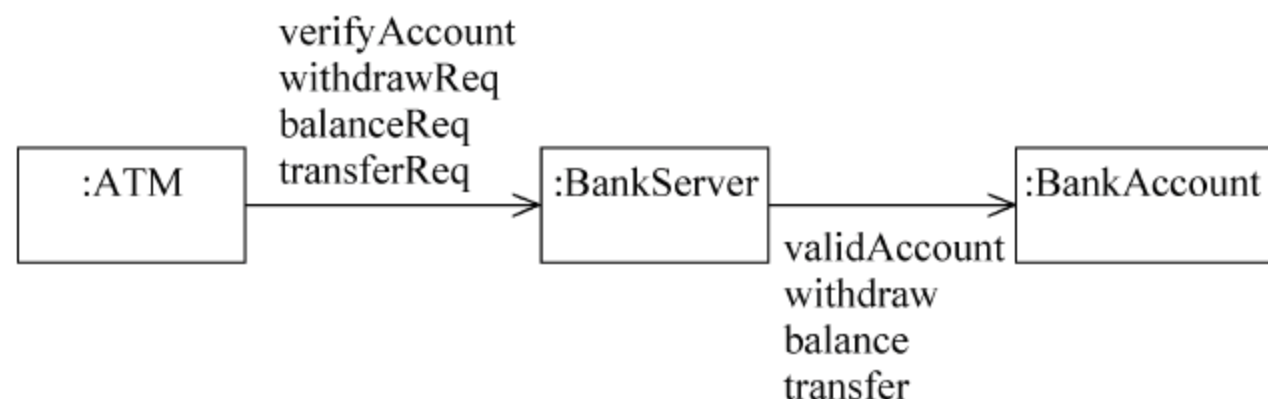 verifyAccount
withdrawReq
balanceReq
transferReq
:ATM
:BankServer
:BankAccount
validAccount
withdraw
balance
transfer